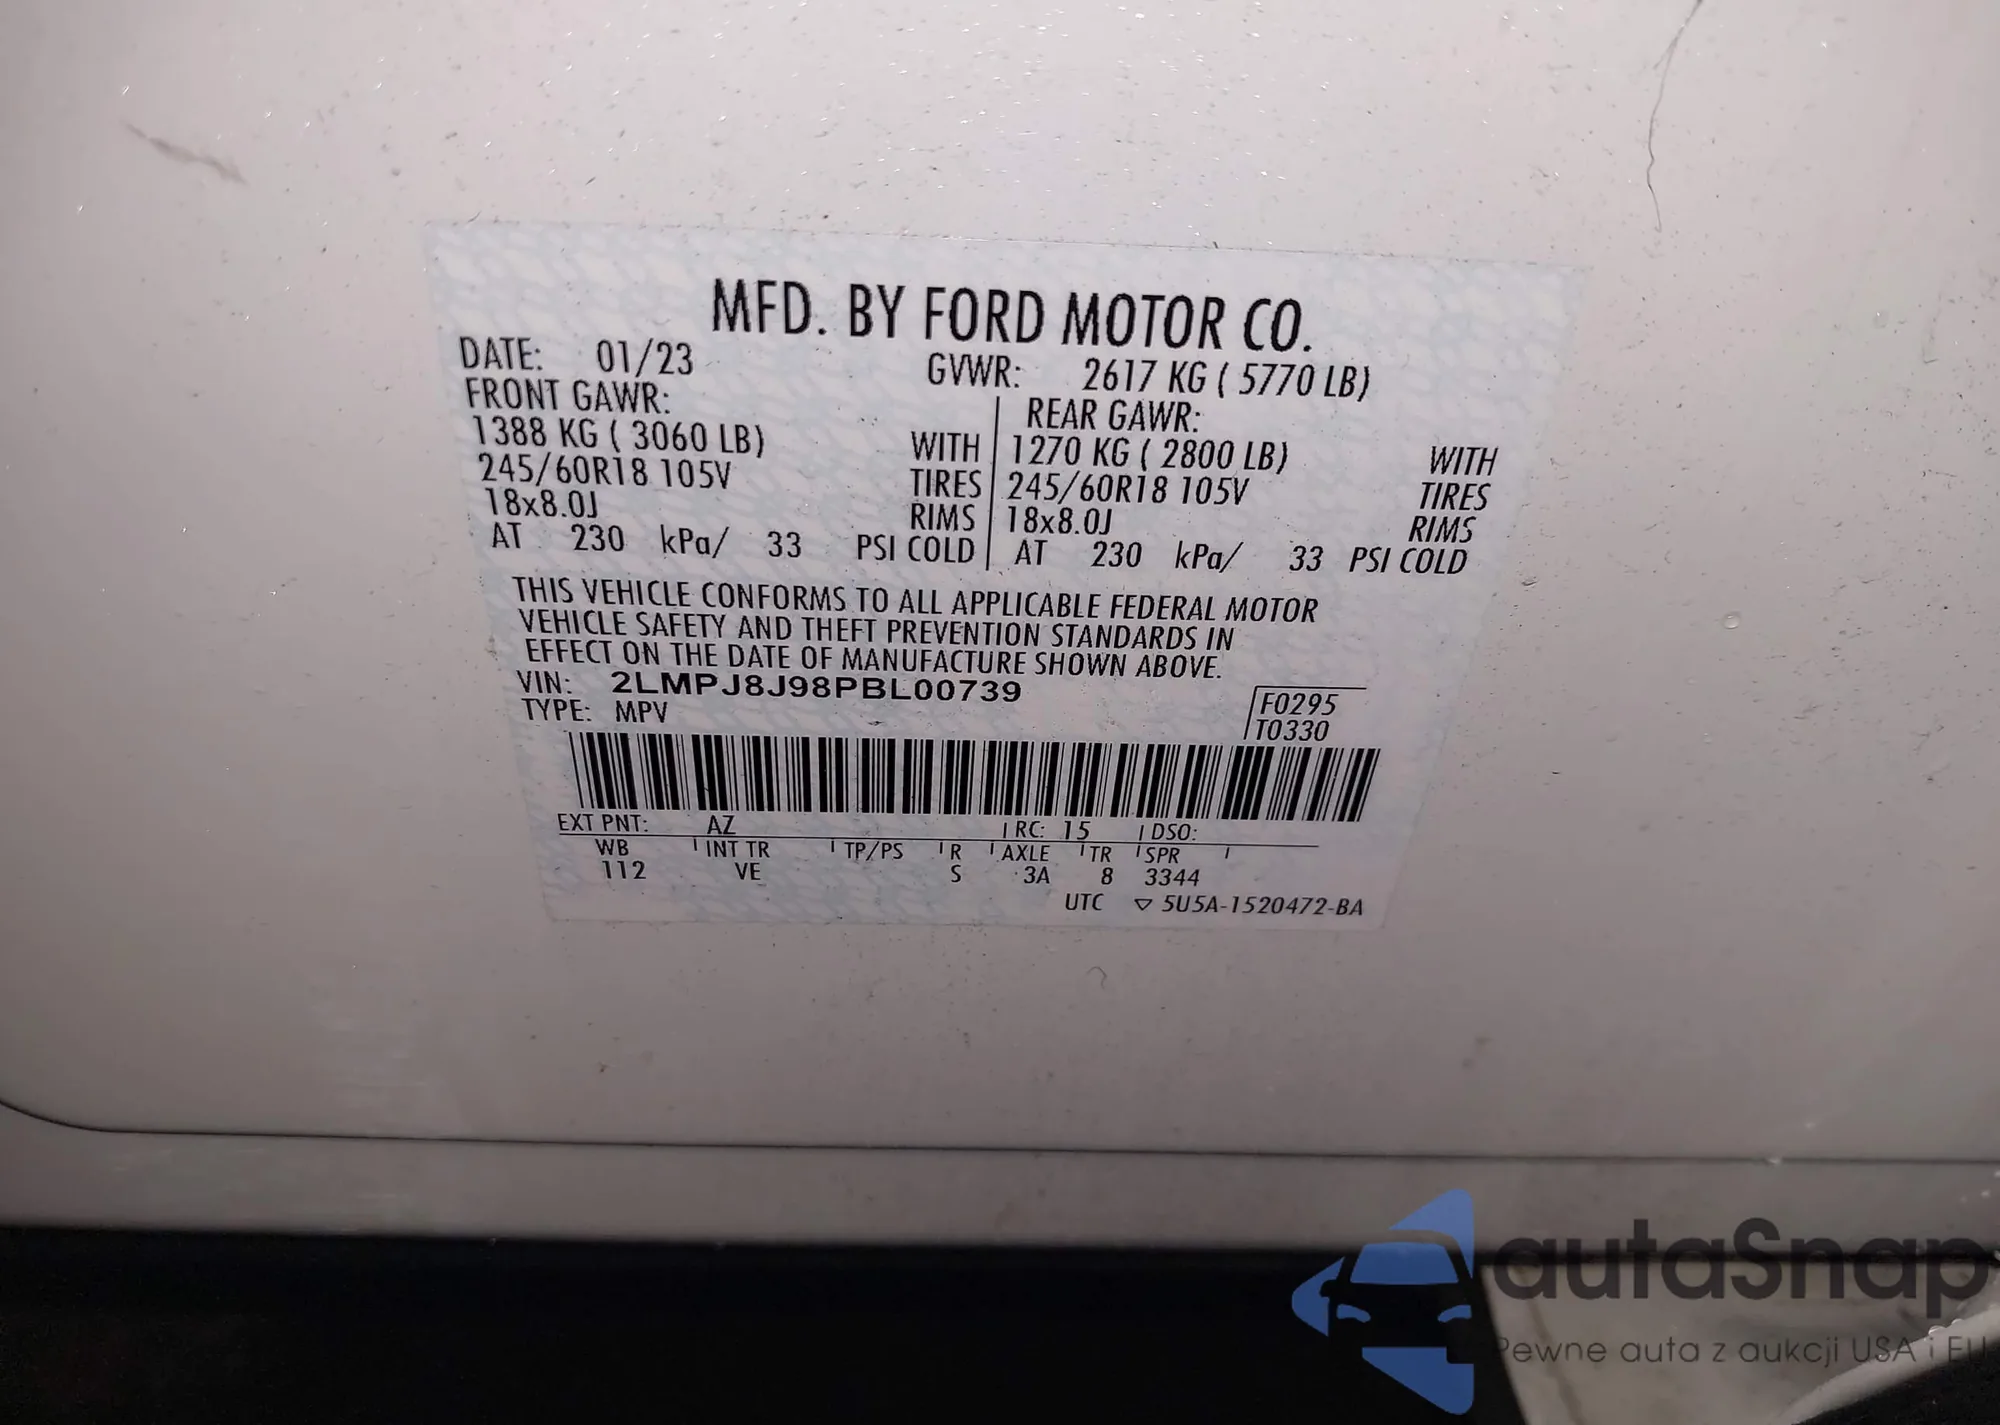 MFD. BY FORD MOTOR CO.
DATE: 01/23 GVWR: 2617 KG ( 5770 LB)
FRONT GAWR: REAR GAWR:
1388 KG ( 3060 LB) WITH 1270 KG ( 2800 LB) WITH
245/60R18 105V TIRES 245/60R18 105V TIRES
18x8.0J RIMS 18x8.0J RIMS
AT 230 kPa/ 33 PSI COLD AT 230 kPa/ 33 PSI COLD
THIS VEHICLE CONFORMS TO ALL APPLICABLE FEDERAL MOTOR
VEHICLE SAFETY AND THEFT PREVENTION STANDARDS IN
EFFECT ON THE DATE OF MANUFACTURE SHOWN ABOVE.
VIN: 2LMPJ8J98PBL00739
TYPE: MPV
F0295
T0330
EXT PNT: AZ RC: 15 DSO:
WB INT TR TP/PS R AXLE TR SPR
112 VE S 3A 8 3344
UTC ▽ 5U5A-1520472-BA
autaSnap
Pewne auta z aukcji USA i EU